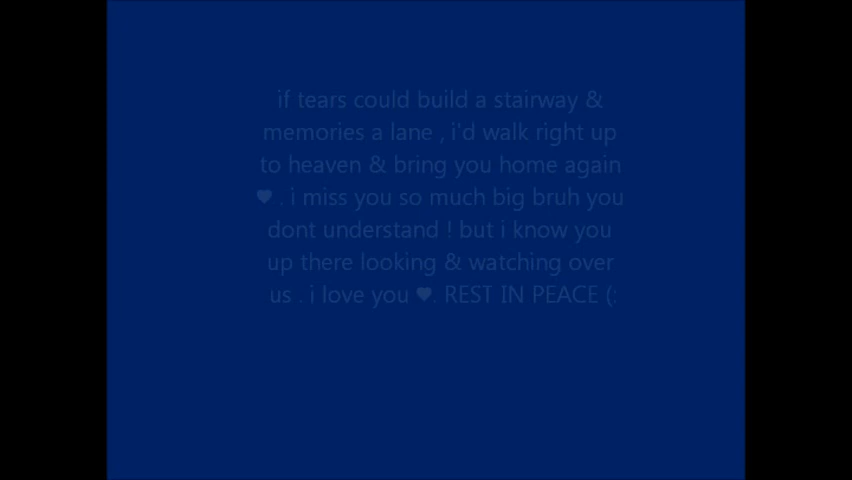 if tears could build a stairway &
memories a lane , i'd walk right up
to heaven & bring you home again
♥ . i miss you so much big bruh you
dont understand ! but i know you
up there looking & watching over
us . i love you ♥. REST IN PEACE (: